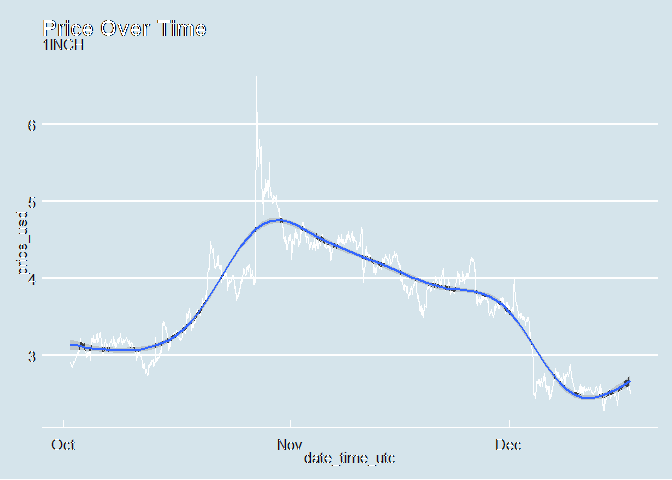 Price Over Time
1INCH
6
5
4
3
price_usd
Oct
Nov
Dec
date_time_utc